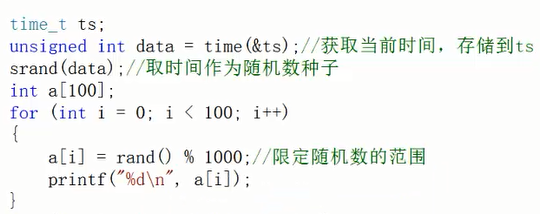 time_t ts;
unsigned int data = time(&ts);//获取当前时间，存储到ts
srand(data);//取时间作为随机数种子
int a[100];
for (int i = 0; i < 100; i++)
{
    a[i] = rand() % 1000;//限定随机数的范围
    printf("%d\n", a[i]);
}